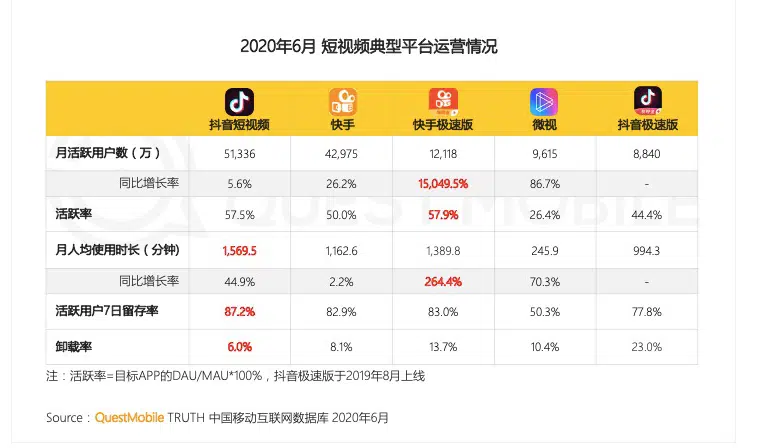 2020年6月 短视频典型平台运营情况
抖音短视频 快手 快手极速版 微视 抖音极速版
月活跃用户数（万） 51,336 42,975 12,118 9,615 8,840
同比增长率 5.6% 26.2% 15,049.5% 86.7% -
活跃率 57.5% 50.0% 57.9% 26.4% 44.4%
月人均使用时长（分钟) 1,569.5 1,162.6 1,389.8 245.9 994.3
同比增长率 44.9% 2.2% 264.4% 70.3% -
活跃用户7日留存率 87.2% 82.9% 83.0% 50.3% 77.8%
卸载率 6.0% 8.1% 13.7% 10.4% 23.0%
QUESTMOBILE
注：活跃率=目标APP的DAU/MAU*100%，抖音极速版于2019年8月上线
Source：QuestMobile TRUTH 中国移动互联网数据库 2020年6月